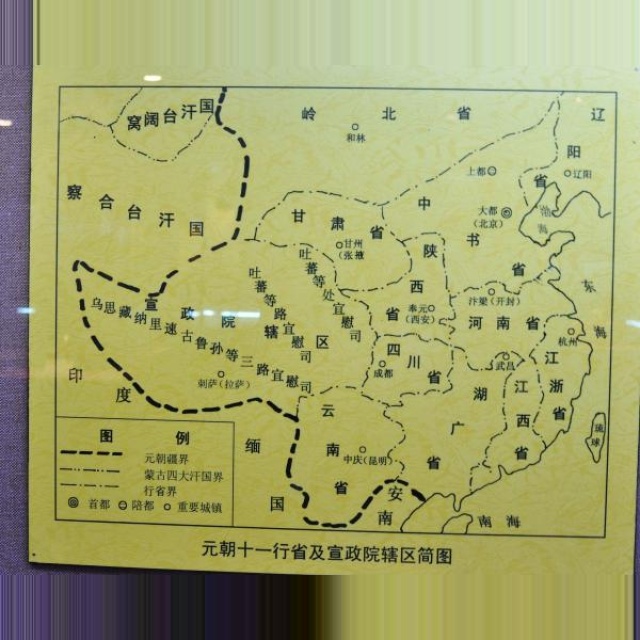 窝阔台汗国
岭北省
和林
辽阳省
辽阳
察合台汗国
上都
大都
(北京)
中书省
渤海
甘肃省
甘州
(张掖
陕西省
奉元
(西安)
吐蕃等处宣慰司
吐蕃等路宣慰司
宣政院辖区
乌思藏纳里速古鲁孙等三路宣慰司
剌萨(拉萨)
汴梁(开封)
河南省
东海
杭州
四川省
成都
武昌
江浙省
江西省
湖广省
印度
云南省
中庆(昆明)
缅国
安南
南海
琉球
图例
元朝疆界
蒙古四大汗国界
行省界
首都 陪都 重要城镇
元朝十一行省及宣政院辖区简图